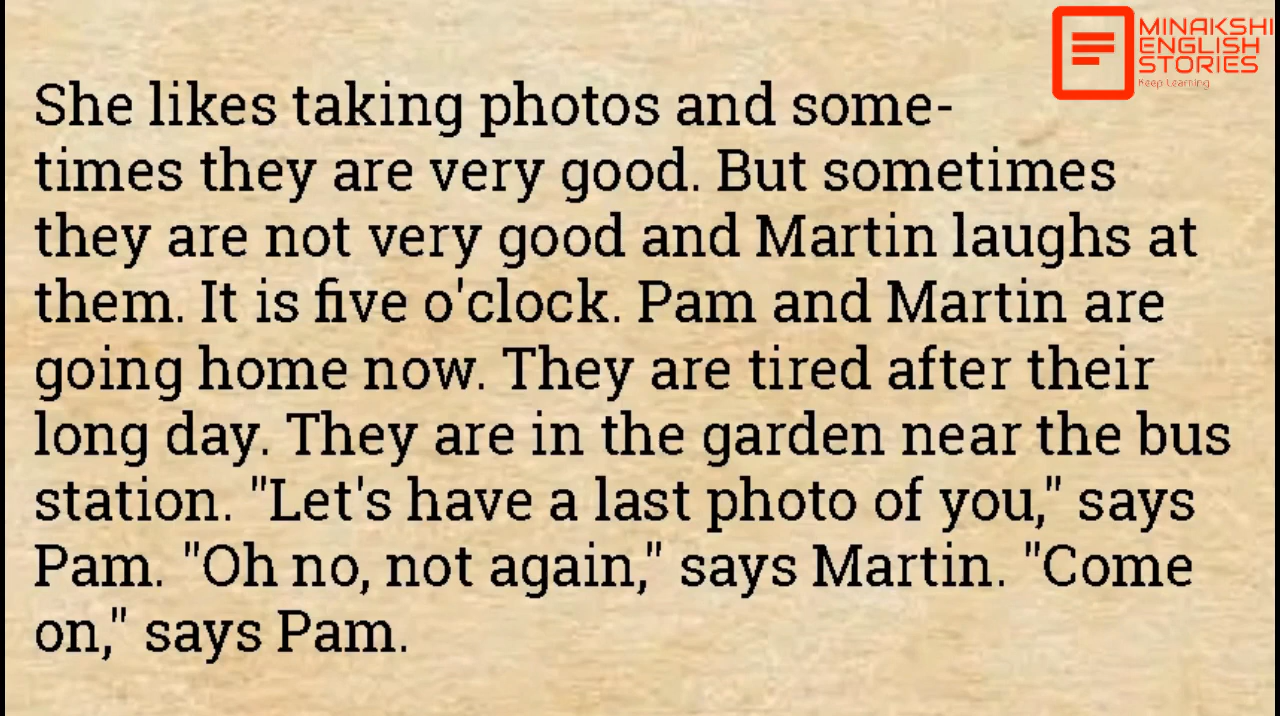 MINAKSHI
ENGLISH
STORIES
Keep Learning
She likes taking photos and some-
times they are very good. But sometimes
they are not very good and Martin laughs at
them. It is five o'clock. Pam and Martin are
going home now. They are tired after their
long day. They are in the garden near the bus
station. "Let's have a last photo of you," says
Pam. "Oh no, not again," says Martin. "Come
on," says Pam.